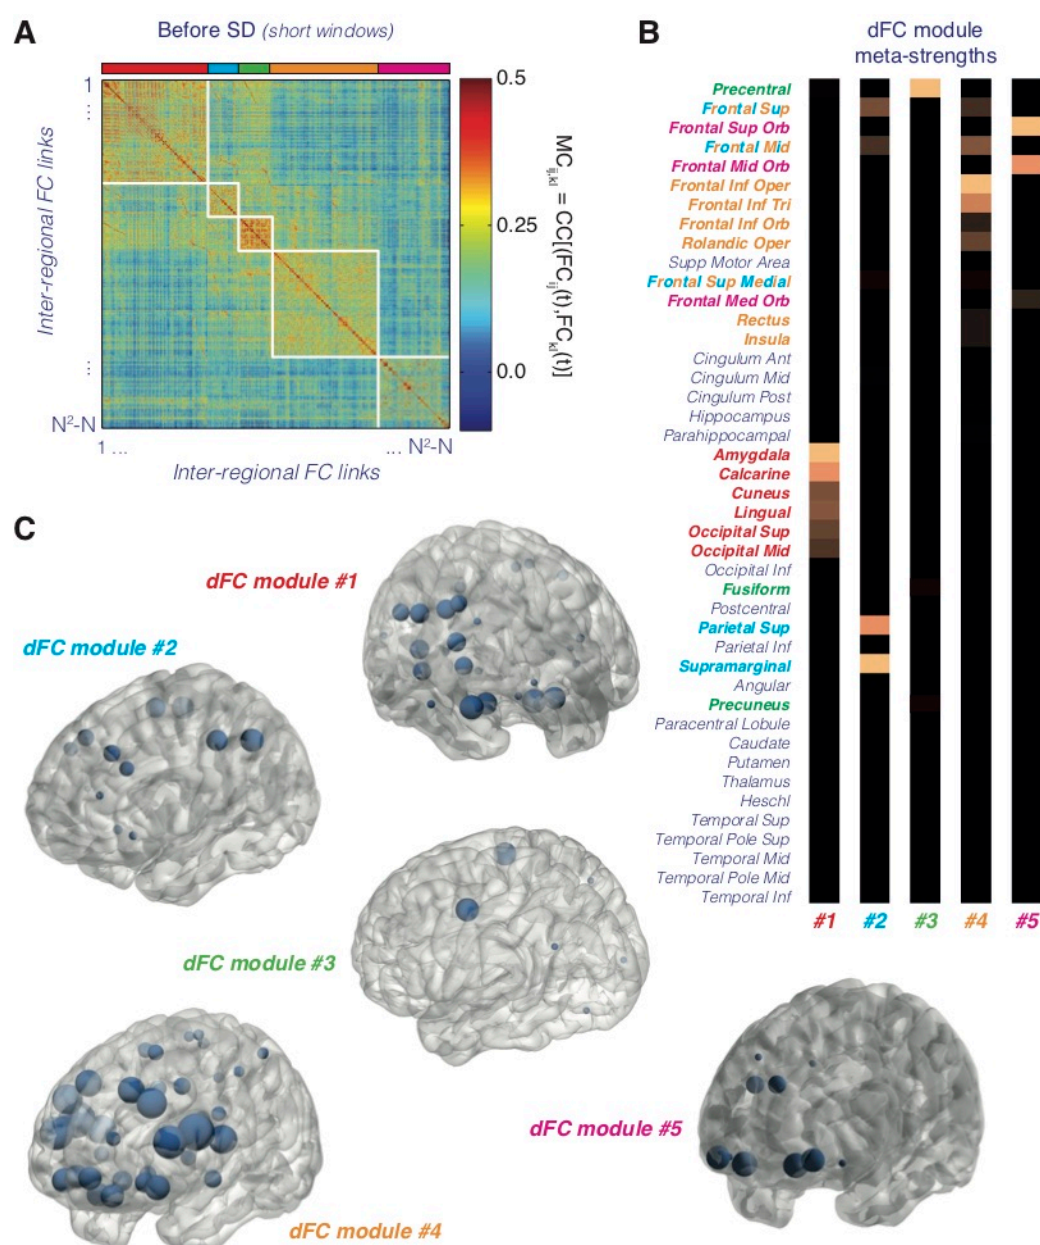 A
Before SD (short windows)
1
⋮
Inter-regional FC links
⋮
N²-N
1 ...
... N²-N
Inter-regional FC links
0.5
0.25
0.0
MC_ij,kl = CC[(FC_ij(t),FC_kl(t)]
B
dFC module
meta-strengths
Precentral
Frontal Sup
Frontal Sup Orb
Frontal Mid
Frontal Mid Orb
Frontal Inf Oper
Frontal Inf Tri
Frontal Inf Orb
Rolandic Oper
Supp Motor Area
Frontal Sup Medial
Frontal Med Orb
Rectus
Insula
Cingulum Ant
Cingulum Mid
Cingulum Post
Hippocampus
Parahippocampal
Amygdala
Calcarine
Cuneus
Lingual
Occipital Sup
Occipital Mid
Occipital Inf
Fusiform
Postcentral
Parietal Sup
Parietal Inf
Supramarginal
Angular
Precuneus
Paracentral Lobule
Caudate
Putamen
Thalamus
Heschl
Temporal Sup
Temporal Pole Sup
Temporal Mid
Temporal Pole Mid
Temporal Inf
#1 #2 #3 #4 #5
C
dFC module #1
dFC module #2
dFC module #3
dFC module #4
dFC module #5